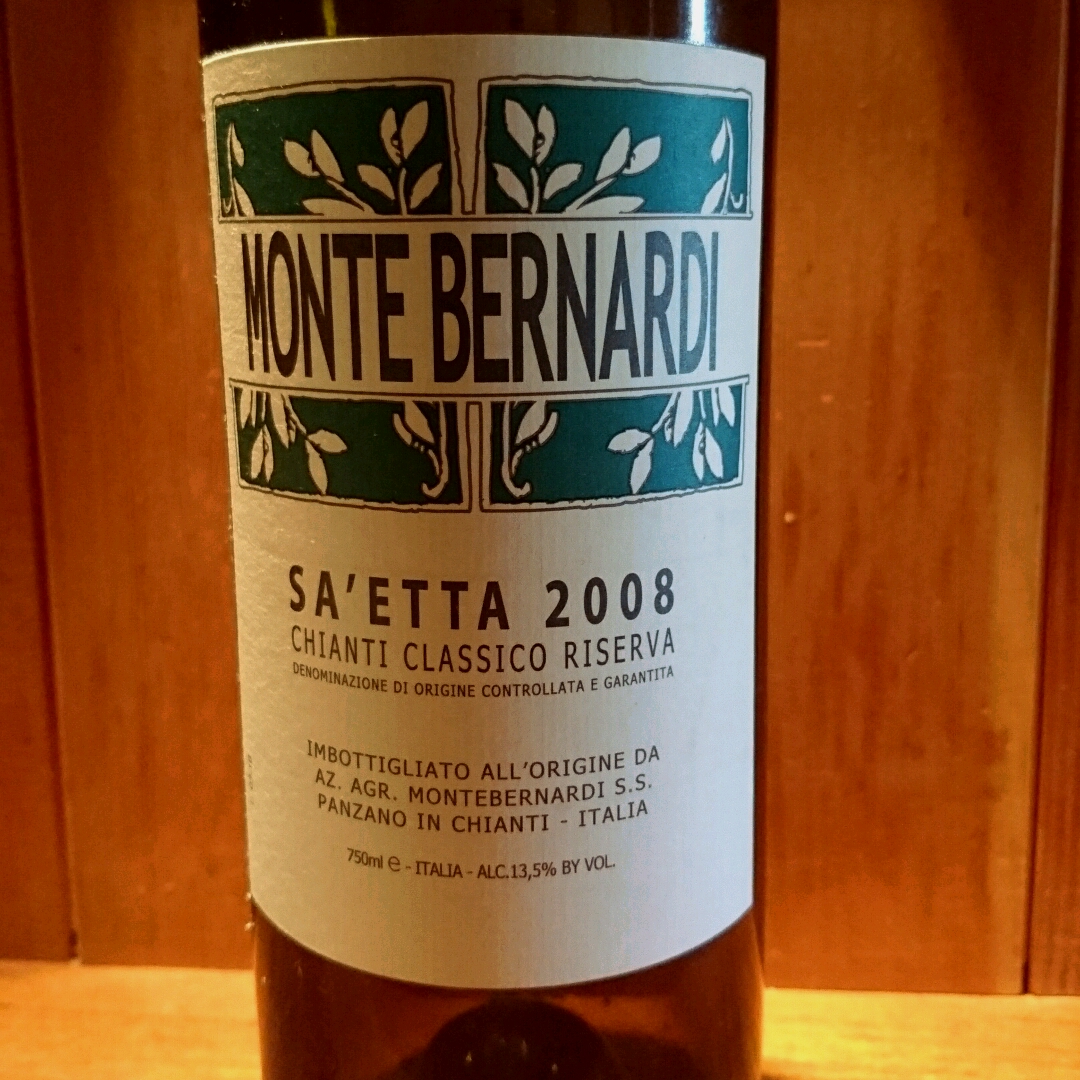 MONTE BERNARDI
SA'ETTA 2008
CHIANTI CLASSICO RISERVA
DENOMINAZIONE DI ORIGINE CONTROLLATA E GARANTITA
IMBOTTIGLIATO ALL'ORIGINE DA
AZ. AGR. MONTEBERNARDI S.S.
PANZANO IN CHIANTI - ITALIA
750ml e - ITALIA - ALC.13,5% BY VOL.